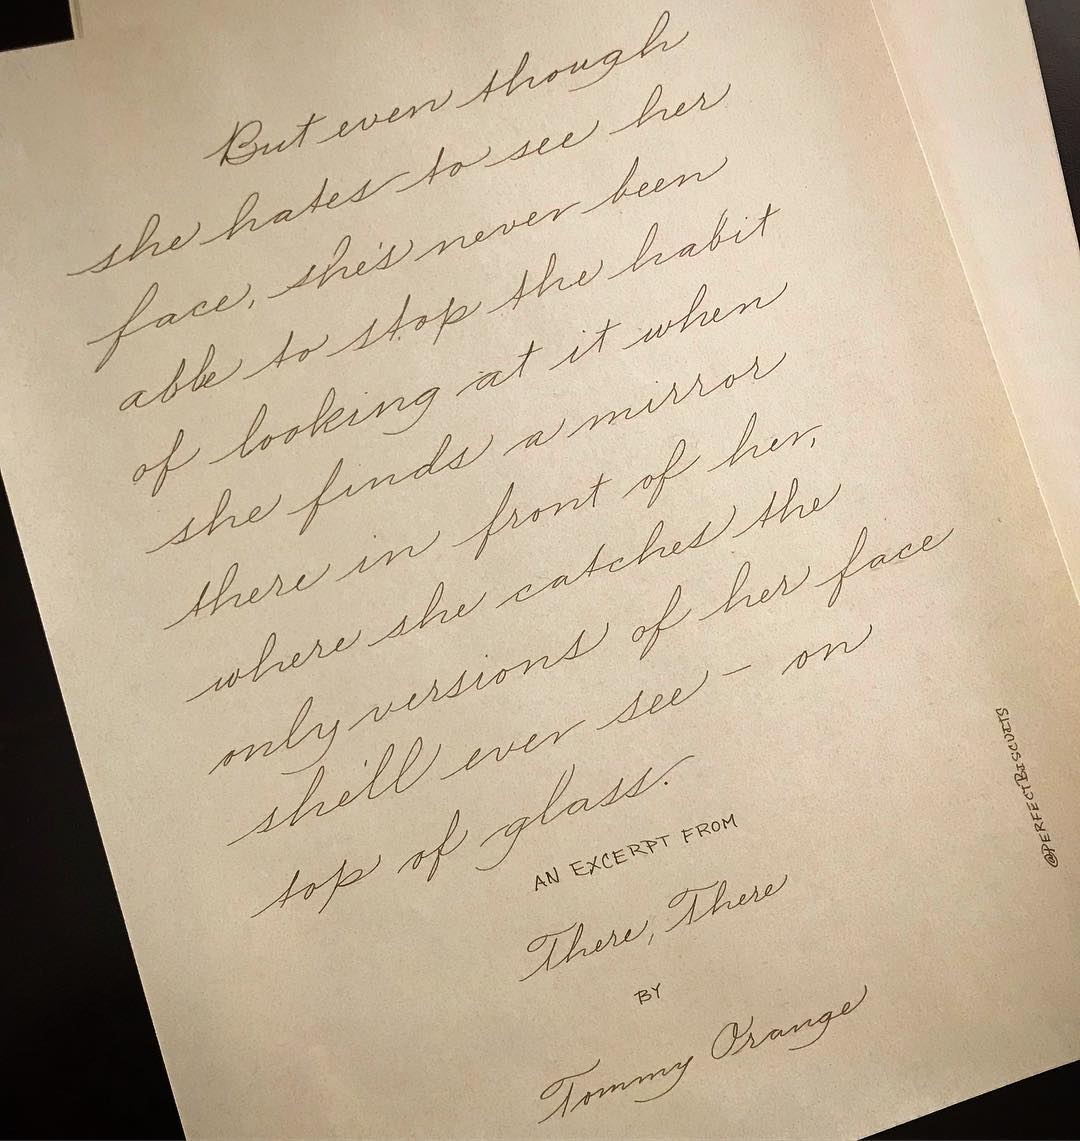 But even though
she hates to see her
face, she's never been
able to stop the habit
of looking at it when
she finds a mirror
there in front of her,
where she catches the
only versions of her face
she'll ever see — on
top of glass.
AN EXCERPT FROM
There, There
BY
Tommy Orange
@PERFECTBISCUITS